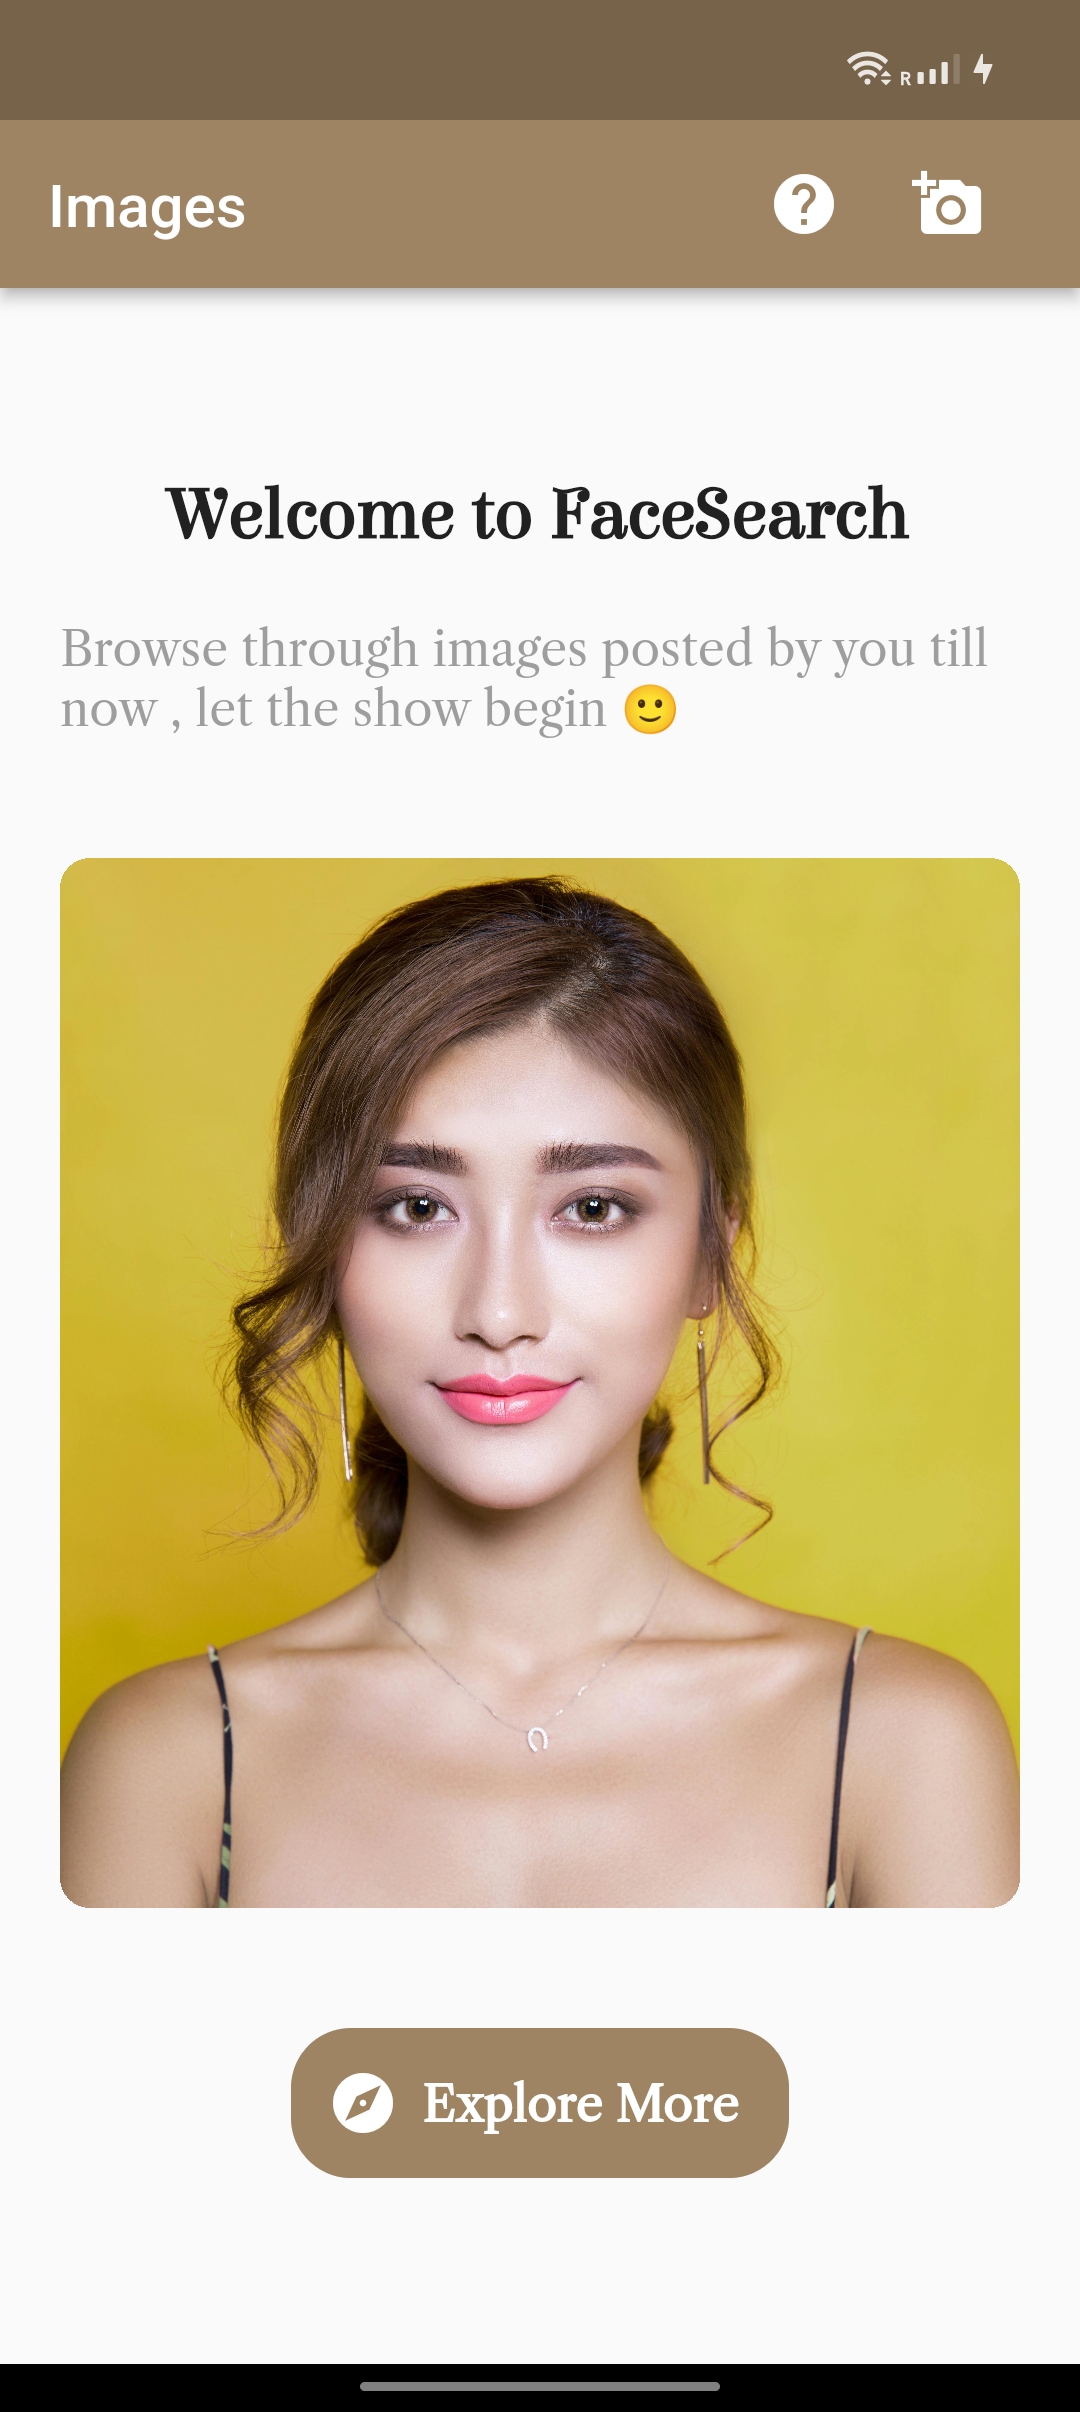 R
Images
Welcome to FaceSearch
Browse through images posted by you till
now , let the show begin 🙂
Explore More